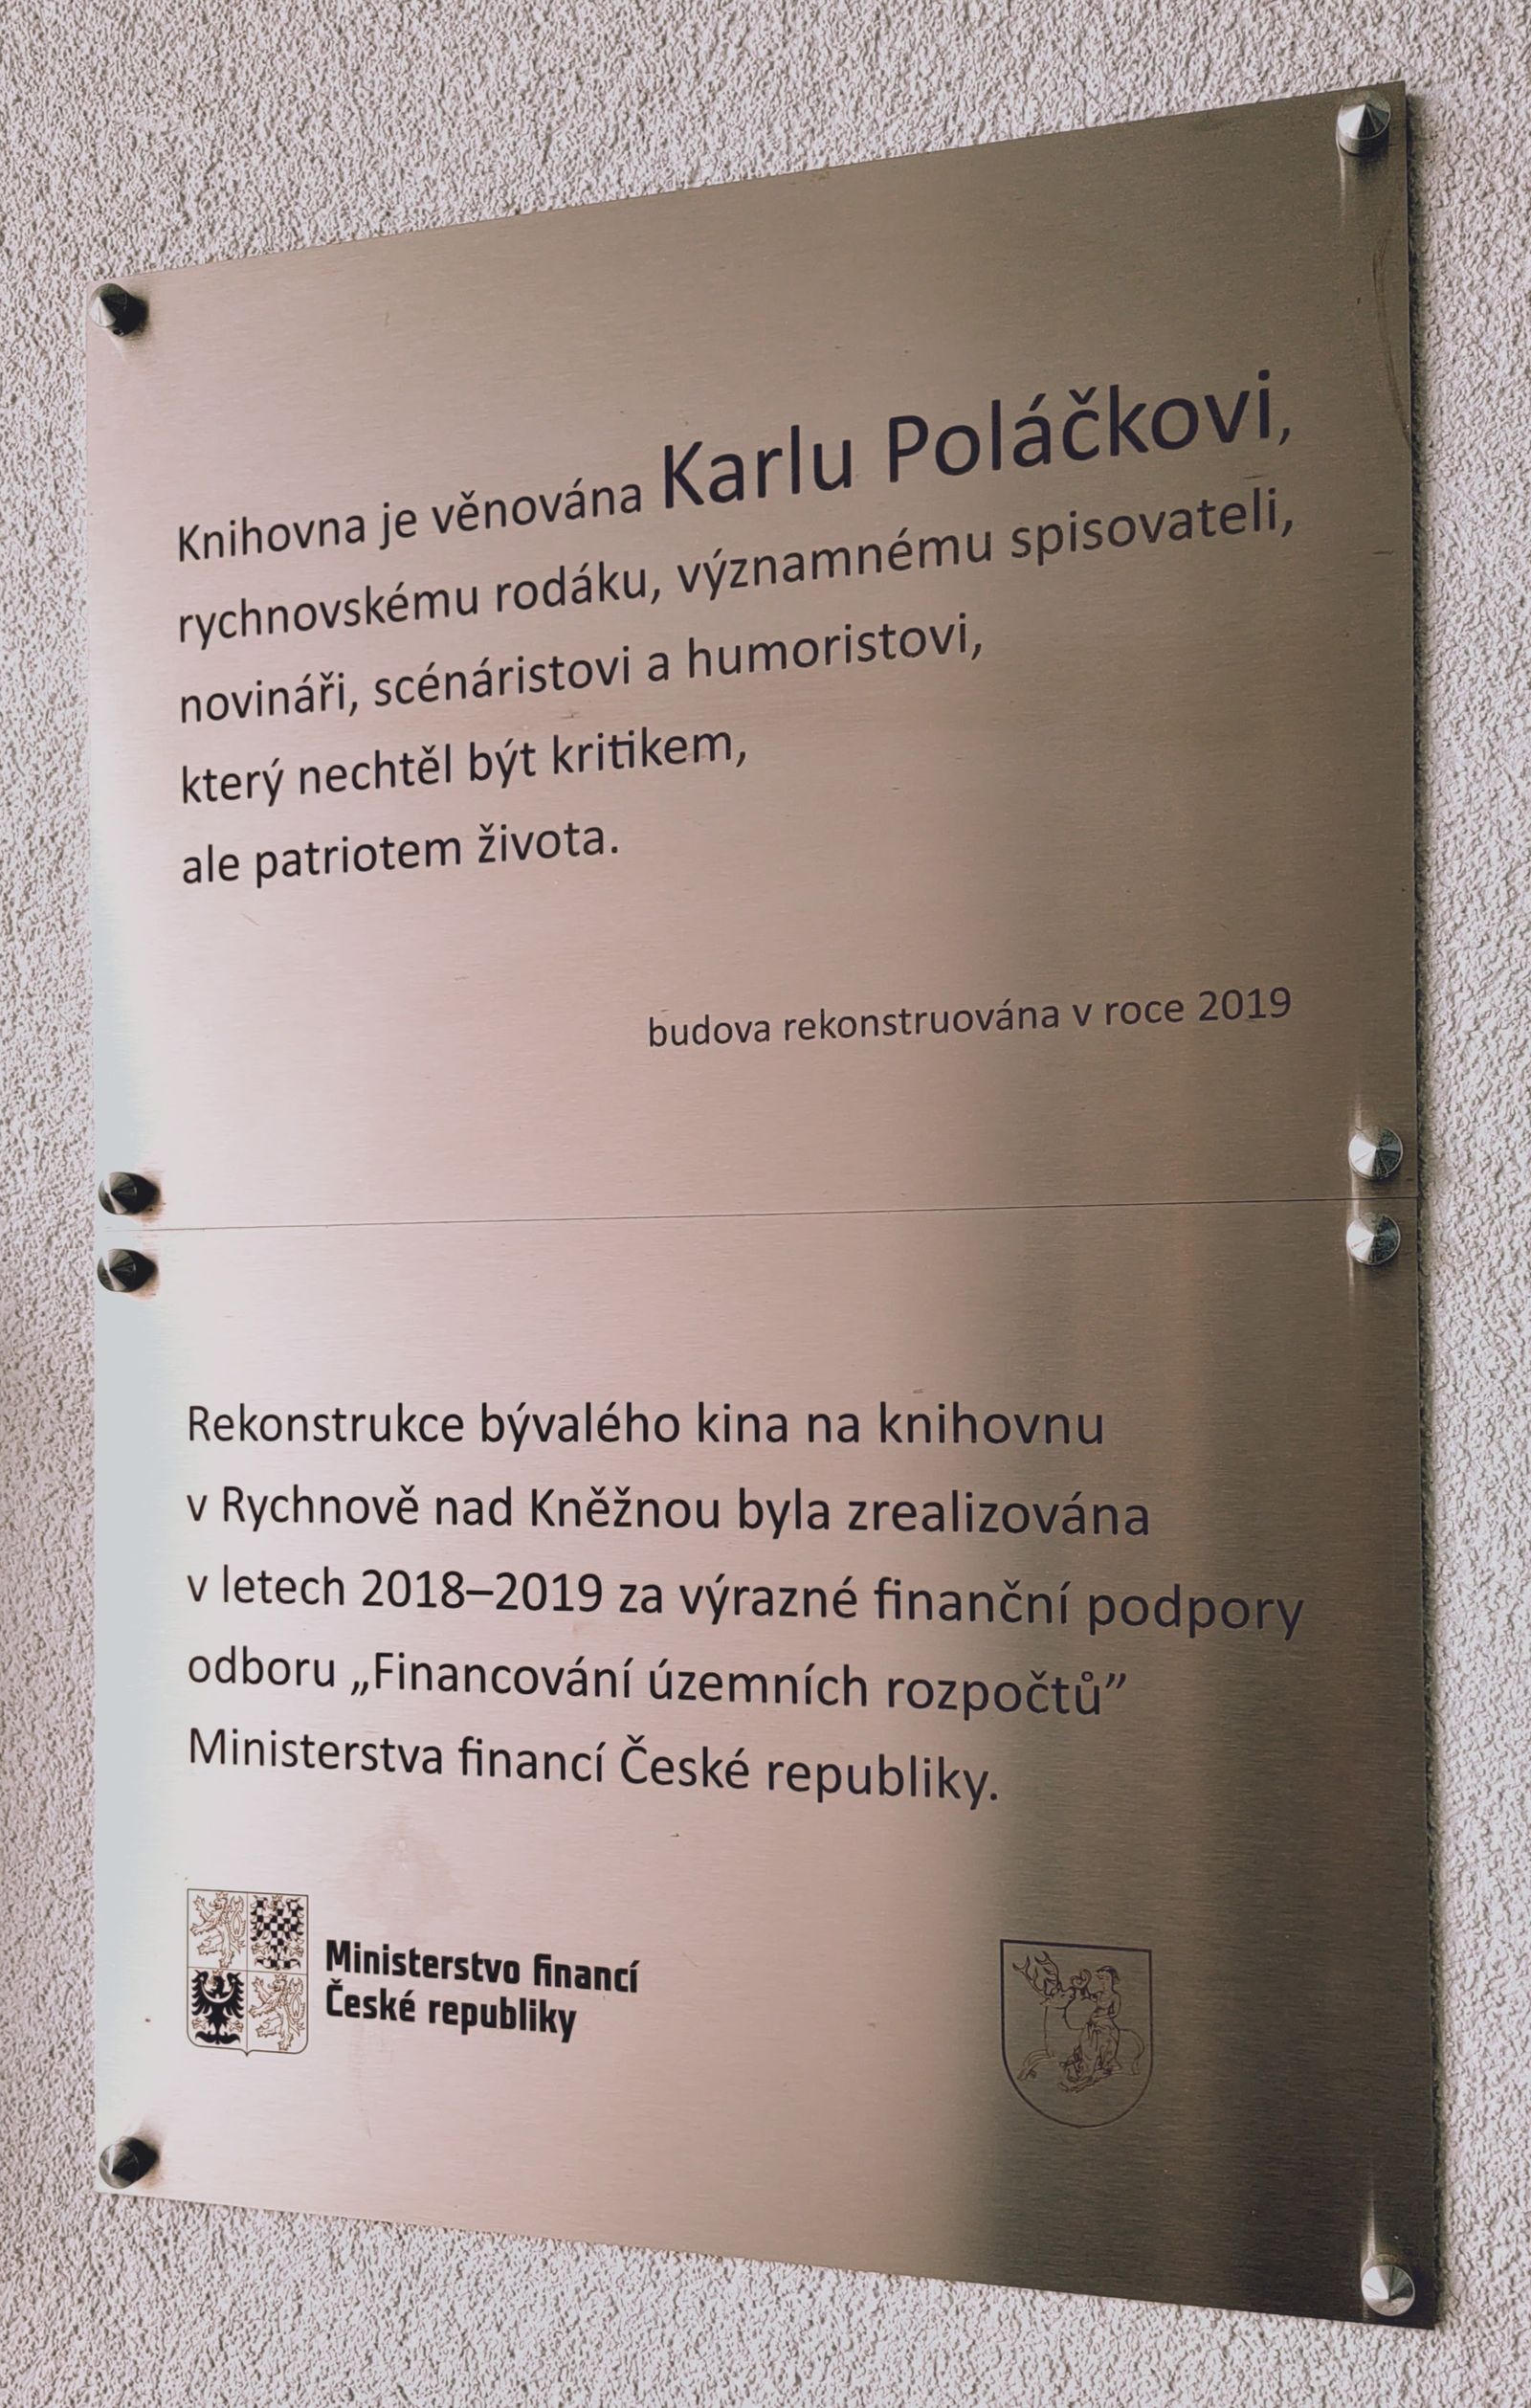 Knihovna je věnována Karlu Poláčkovi,
rychnovskému rodáku, významnému spisovateli,
novináři, scénáristovi a humoristovi,
který nechtěl být kritikem,
ale patriotem života.
budova rekonstruována v roce 2019
Rekonstrukce bývalého kina na knihovnu
v Rychnově nad Kněžnou byla zrealizována
v letech 2018–2019 za výrazné finanční podpory
odboru „Financování územních rozpočtů”
Ministerstva financí České republiky.
Ministerstvo financí
České republiky